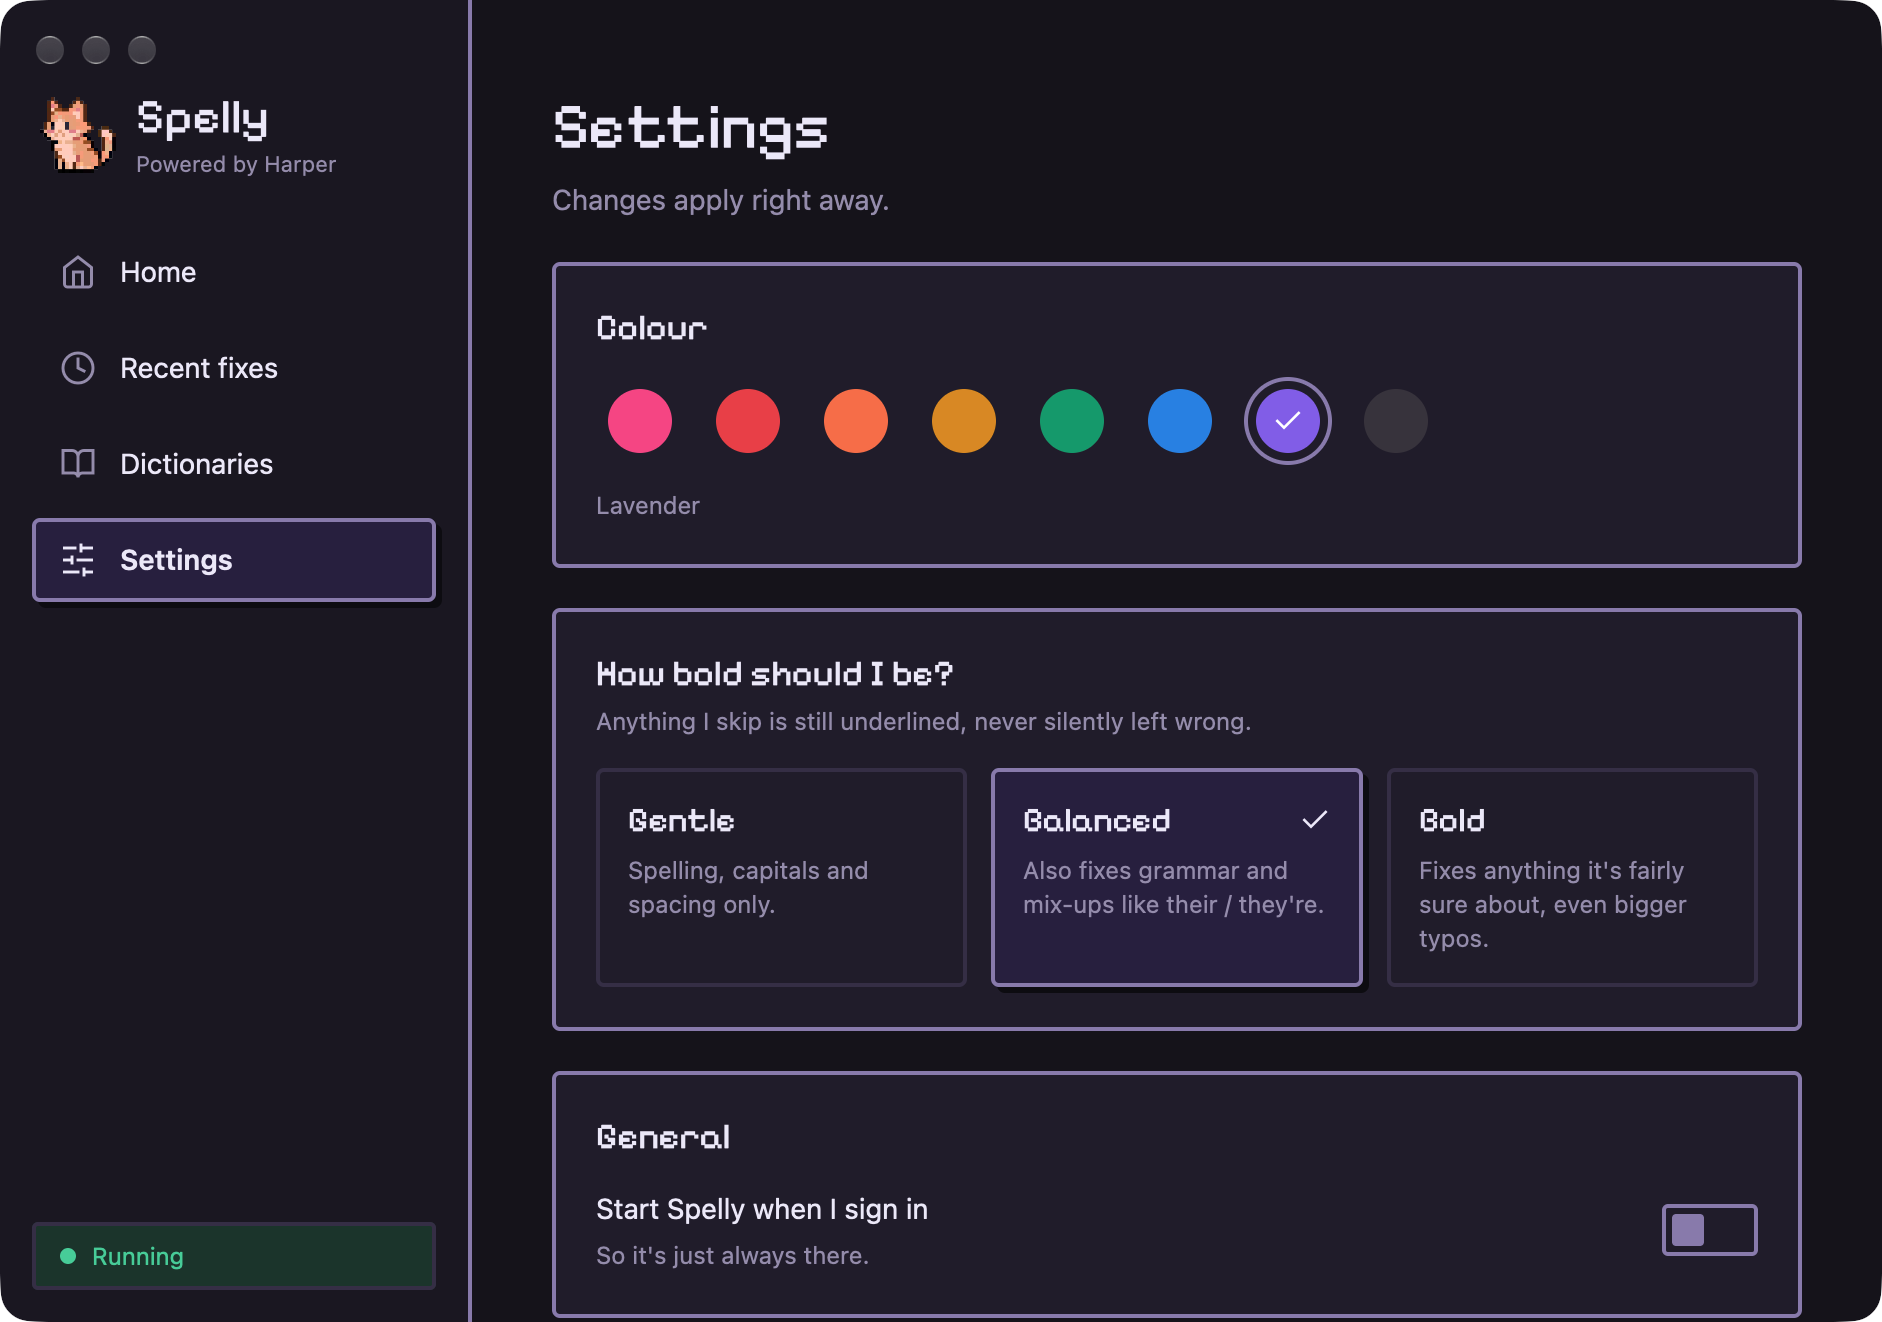 Spelly
Powered by Harper
Home
Recent fixes
Dictionaries
Settings
Running
Settings
Changes apply right away.
Colour
Lavender
How bold should I be?
Anything I skip is still underlined, never silently left wrong.
Gentle
Spelling, capitals and
spacing only.
Balanced
Also fixes grammar and
mix-ups like their / they're.
Bold
Fixes anything it's fairly
sure about, even bigger
typos.
General
Start Spelly when I sign in
So it's just always there.